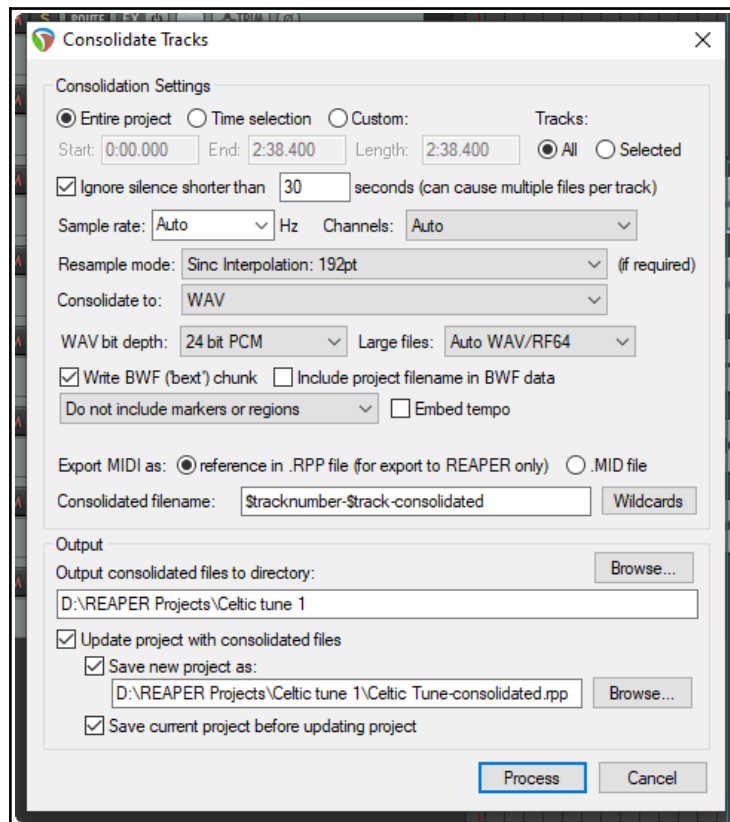 S ROUTE FX TRIM
Consolidate Tracks
Consolidation Settings
Entire project Time selection Custom: Tracks:
Start: 0:00.000 End: 2:38.400 Length: 2:38.400 All Selected
Ignore silence shorter than 30 seconds (can cause multiple files per track)
Sample rate: Auto Hz Channels: Auto
Resample mode: Sinc Interpolation: 192pt (if required)
Consolidate to: WAV
WAV bit depth: 24 bit PCM Large files: Auto WAV/RF64
Write BWF ('bext') chunk Include project filename in BWF data
Do not include markers or regions Embed tempo
Export MIDI as: reference in .RPP file (for export to REAPER only) .MID file
Consolidated filename: $tracknumber-$track-consolidated Wildcards
Output
Output consolidated files to directory: Browse...
D:\REAPER Projects\Celtic tune 1
Update project with consolidated files
Save new project as:
D:\REAPER Projects\Celtic tune 1\Celtic Tune-consolidated.rpp Browse...
Save current project before updating project
Process Cancel